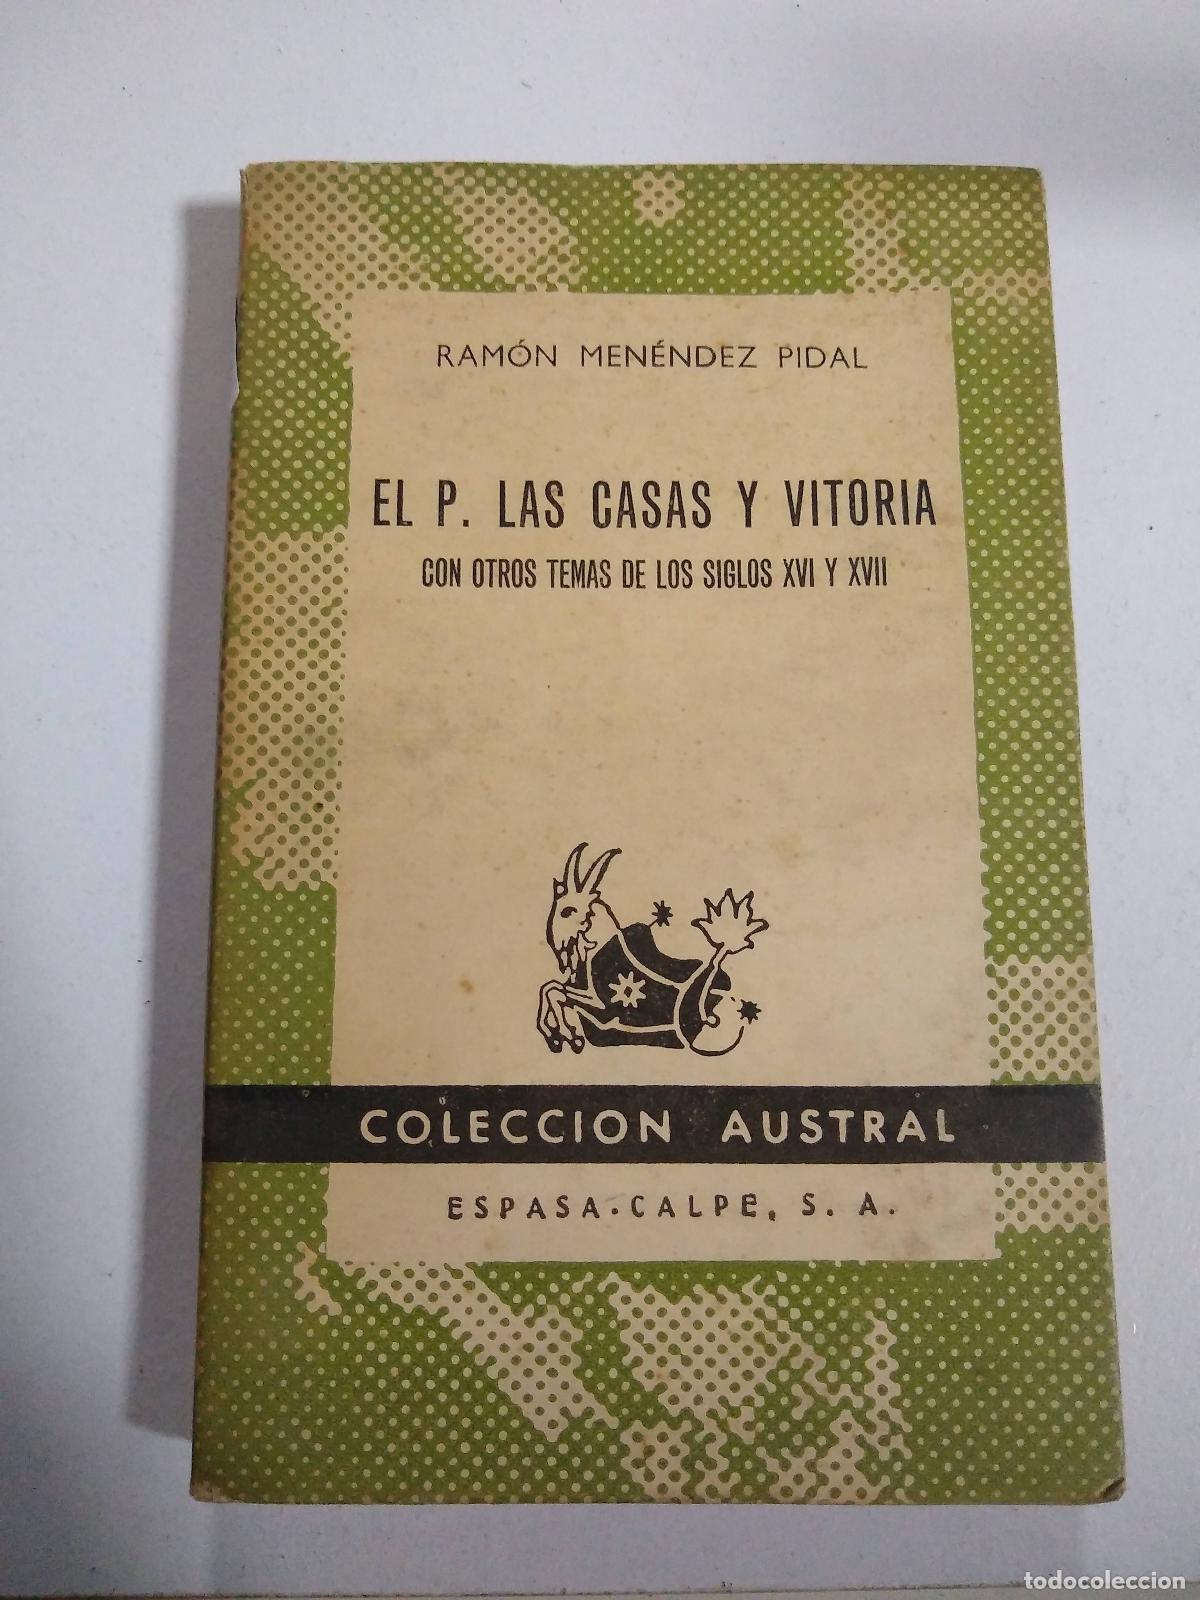 RAMÓN MENÉNDEZ PIDAL
EL P. LAS CASAS Y VITORIA
CON OTROS TEMAS DE LOS SIGLOS XVI Y XVII
COLECCION AUSTRAL
ESPASA-CALPE, S. A.
todocoleccion